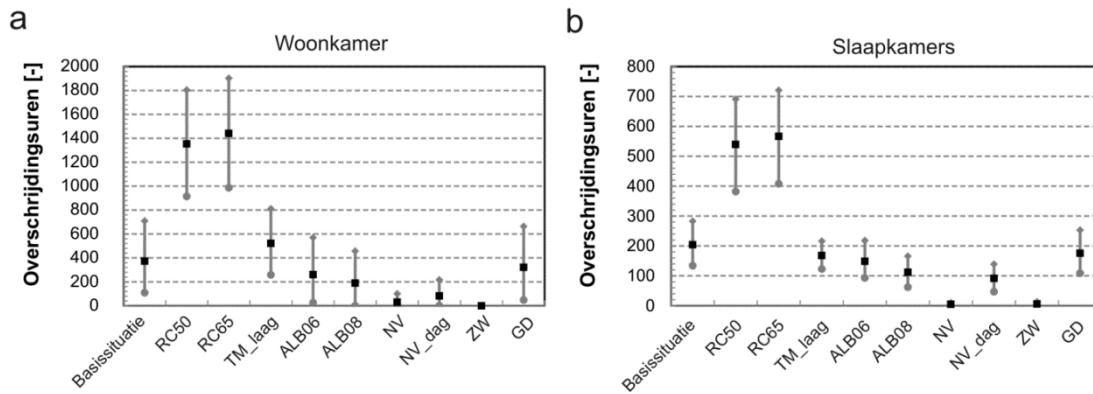 a
Woonkamer
Overschrijdingsuren [-]
2000
1800
1600
1400
1200
1000
800
600
400
200
0
Basissituatie
RC50
RC65
TM_laag
ALB06
ALB08
NV
NV_dag
ZW
GD
b
Slaapkamers
Overschrijdingsuren [-]
800
700
600
500
400
300
200
100
0
Basissituatie
RC50
RC65
TM_laag
ALB06
ALB08
NV
NV_dag
ZW
GD